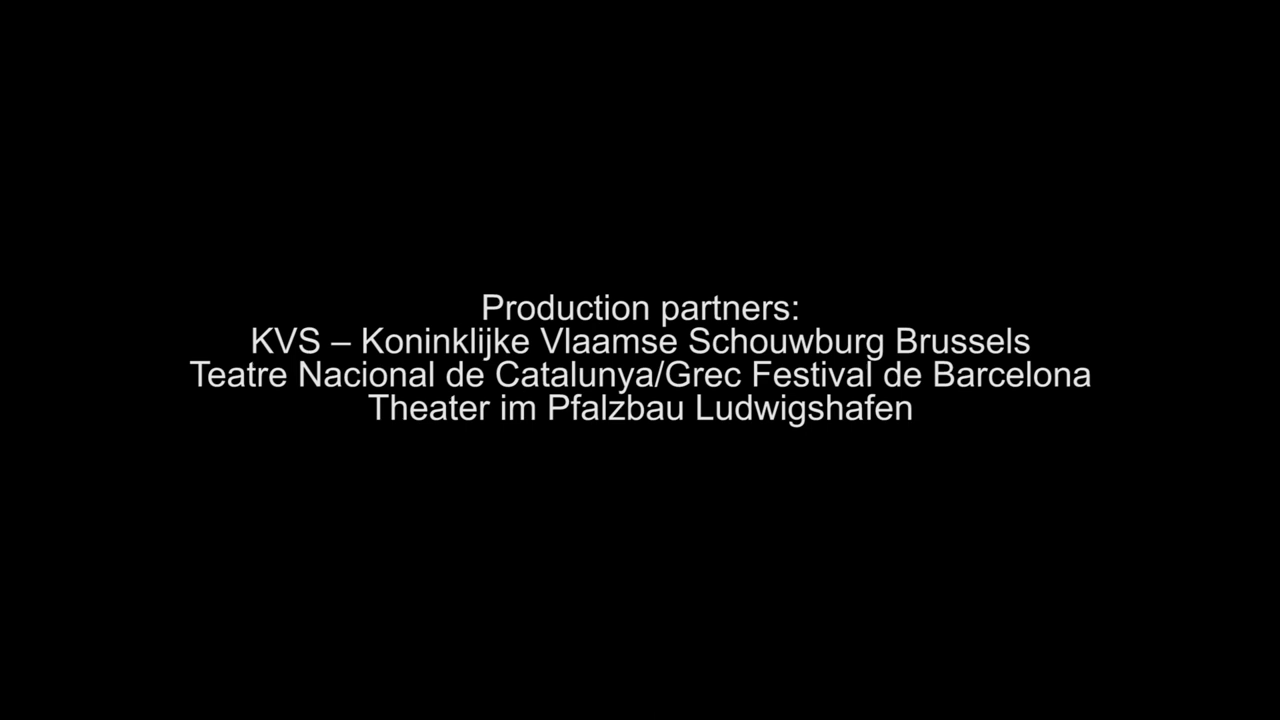 Production partners:
KVS – Koninklijke Vlaamse Schouwburg Brussels
Teatre Nacional de Catalunya/Grec Festival de Barcelona
Theater im Pfalzbau Ludwigshafen